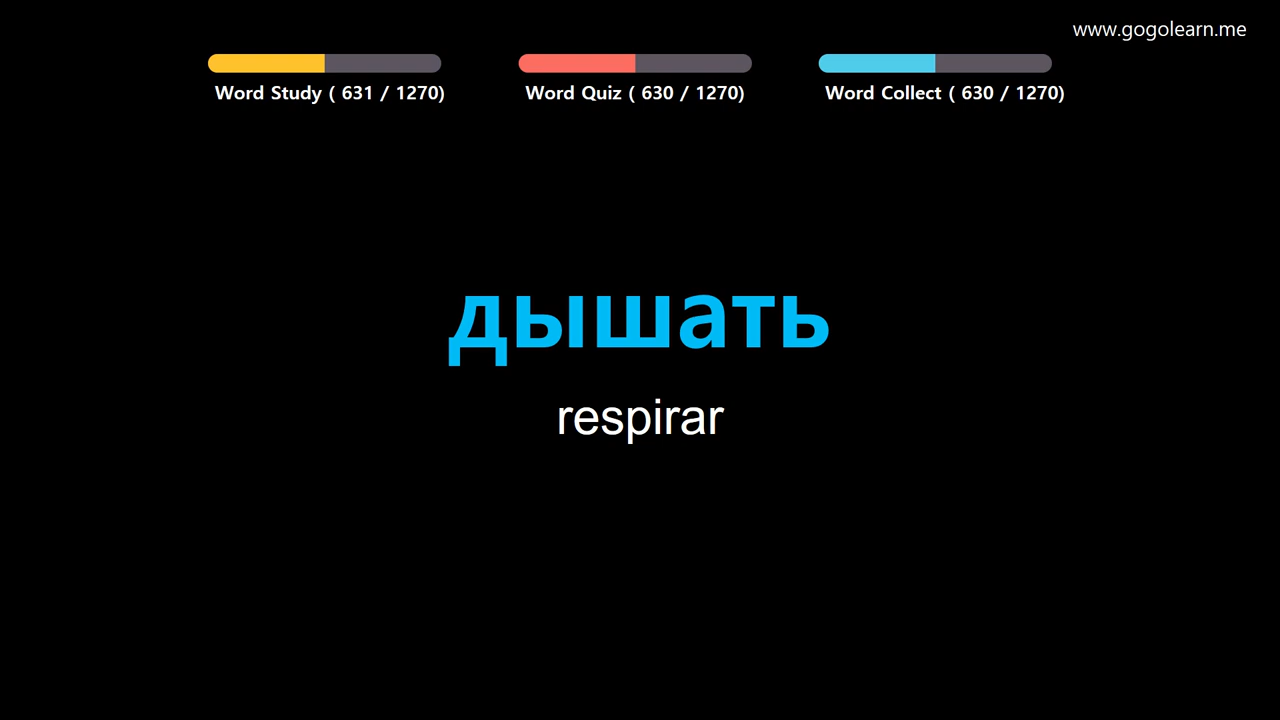 www.gogolearn.me
Word Study ( 631 / 1270)
Word Quiz ( 630 / 1270)
Word Collect ( 630 / 1270)
дышать
respirar